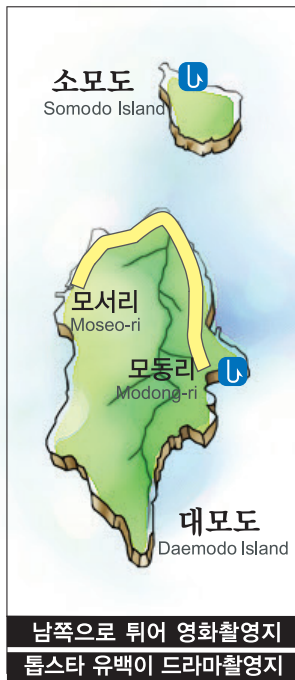 소모도
Somodo Island
모서리
Moseo-ri
모동리
Modong-ri
대모도
Daemodo Island
남쪽으로 튀어 영화촬영지
톱스타 유백이 드라마촬영지